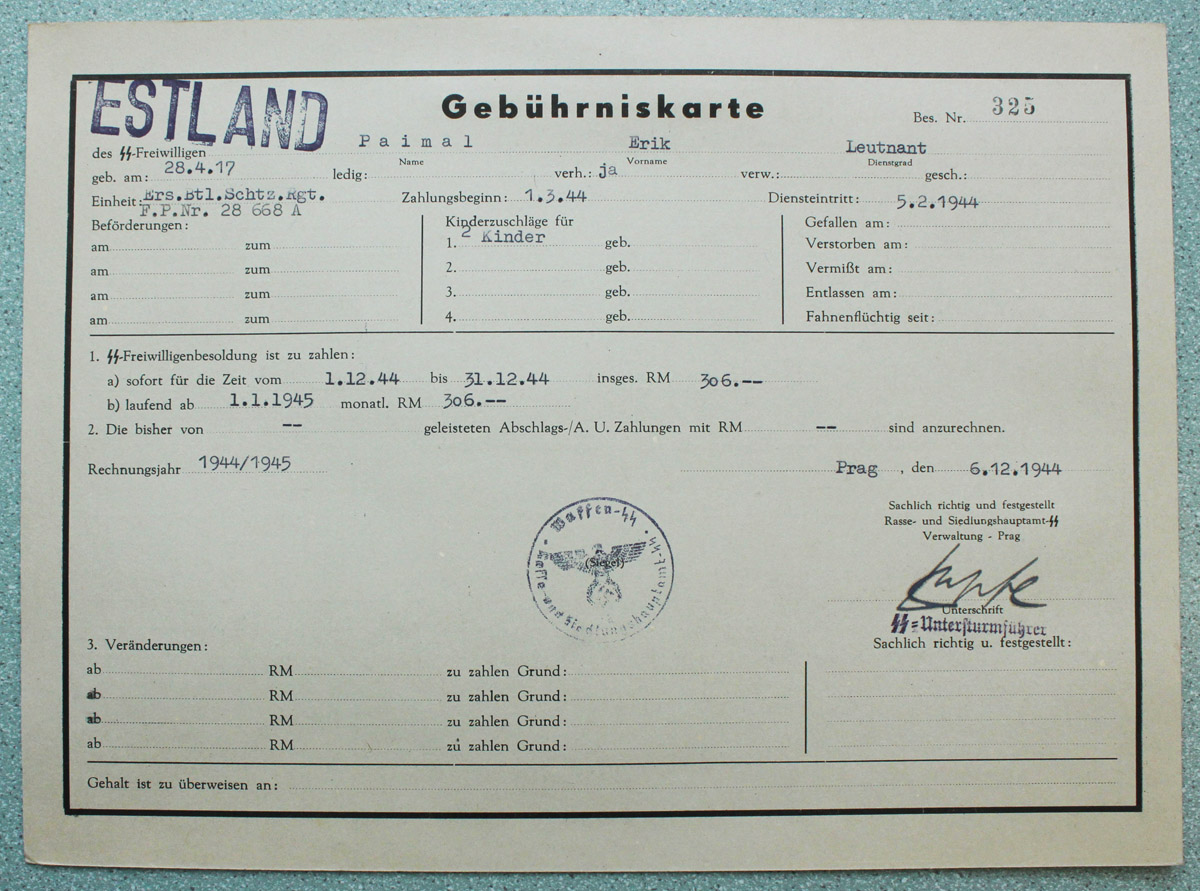 ESTLAND
Gebührniskarte
Bes. Nr. 325
des SS-Freiwilligen Paimal Erik Leutnant
Name Vorname Dienstgrad
geb. am: 28.4.17 ledig: verh.: ja verw.: gesch.:
Einheit: Ers.Btl.Schtz.Rgt. Zahlungsbeginn: 1.3.44 Diensteintritt: 5.2.1944
F.P.Nr. 28 668 A
Beförderungen: Kinderzuschläge für Gefallen am:
am zum 1. 2 Kinder geb. Verstorben am:
am zum 2. geb. Vermißt am:
am zum 3. geb. Entlassen am:
am zum 4. geb. Fahnenflüchtig seit:
1. SS-Freiwilligenbesoldung ist zu zahlen:
a) sofort für die Zeit vom 1.12.44 bis 31.12.44 insges. RM 306.--
b) laufend ab 1.1.1945 monatl. RM 306.--
2. Die bisher von -- geleisteten Abschlags-/A. U. Zahlungen mit RM -- sind anzurechnen.
Rechnungsjahr 1944/1945 Prag , den 6.12.1944
Sachlich richtig und festgestellt
Rasse- und Siedlungshauptamt-SS
Verwaltung - Prag
Waffen-SS
Rasse-und Siedlungshauptamt-SS
(Siegel)
Unterschrift
SS=Untersturmführer
3. Veränderungen: Sachlich richtig u. festgestellt:
ab RM zu zahlen Grund:
ab RM zu zahlen Grund:
ab RM zu zahlen Grund:
ab RM zu zahlen Grund:
Gehalt ist zu überweisen an: